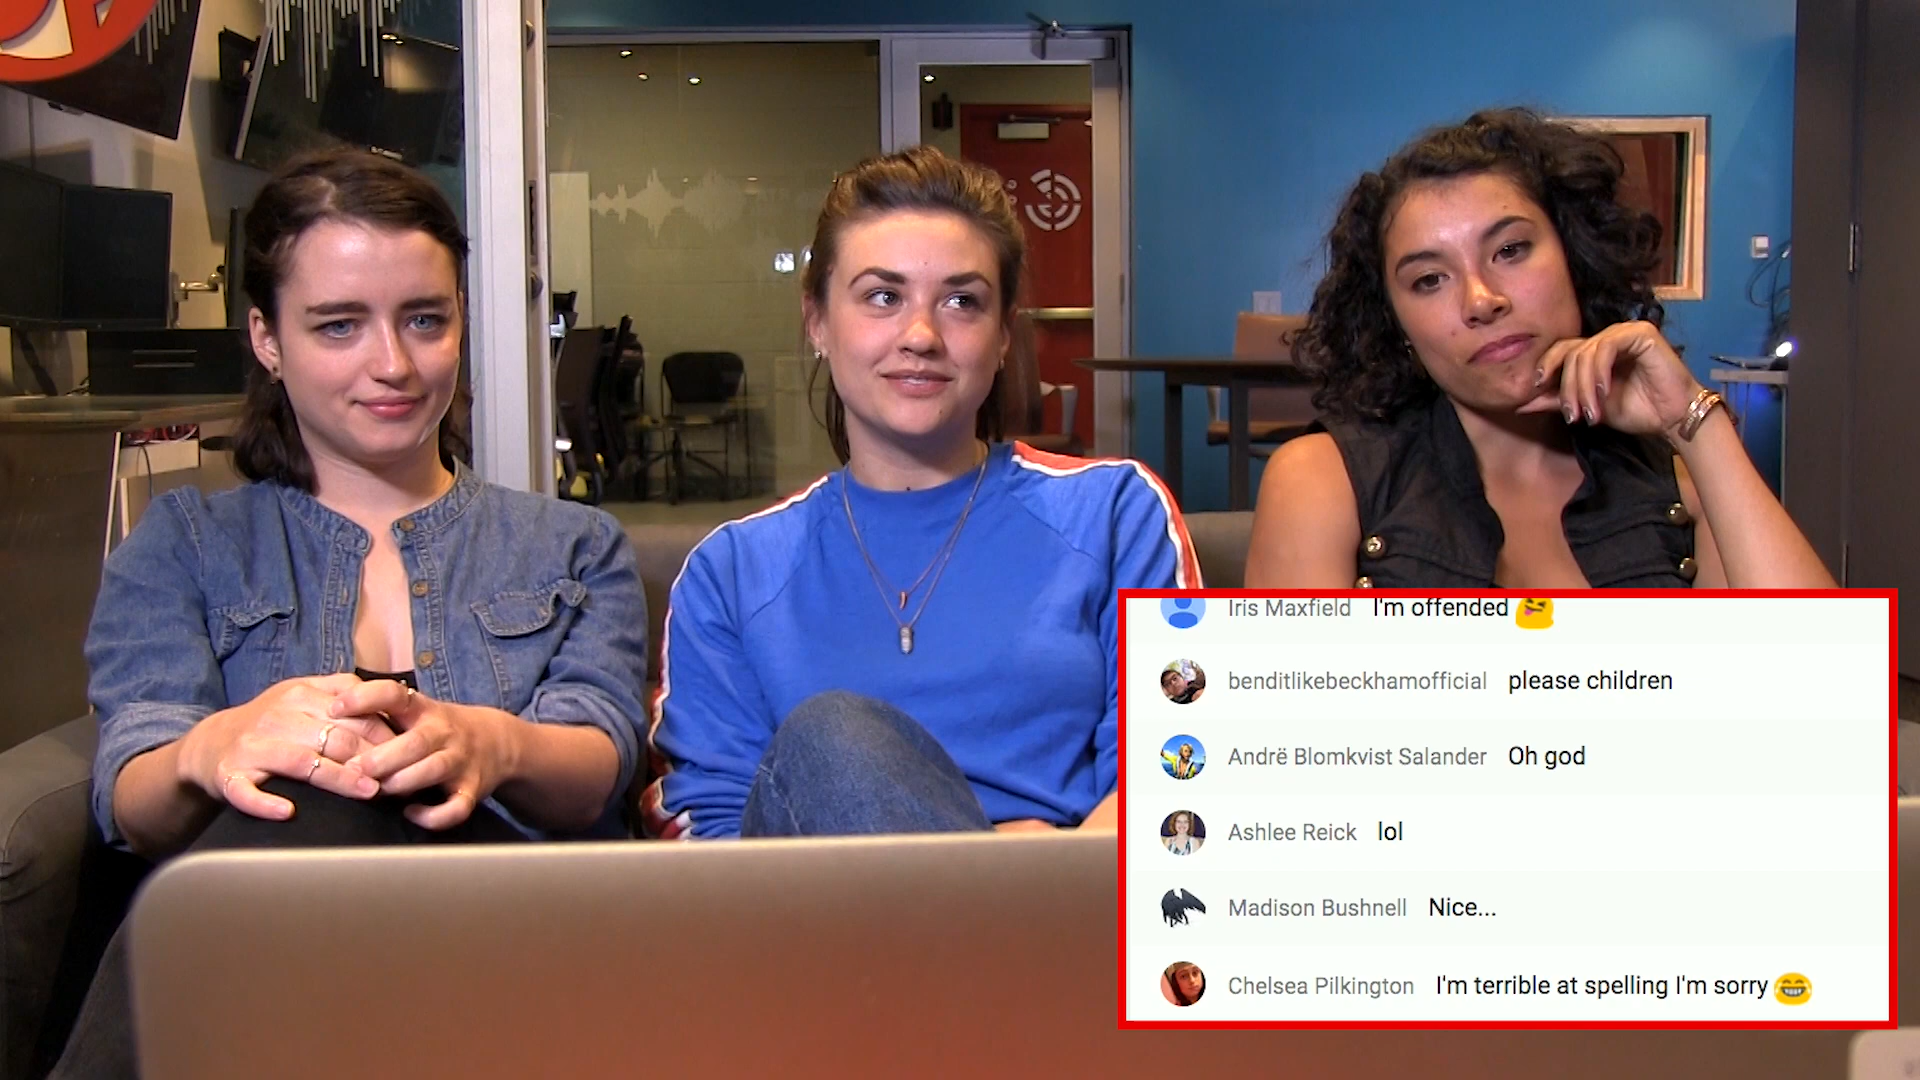 Iris Maxfield I'm offended 😝
benditlikebeckhamofficial please children
Andrë Blomkvist Salander Oh god
Ashlee Reick lol
Madison Bushnell Nice...
Chelsea Pilkington I'm terrible at spelling I'm sorry 😂